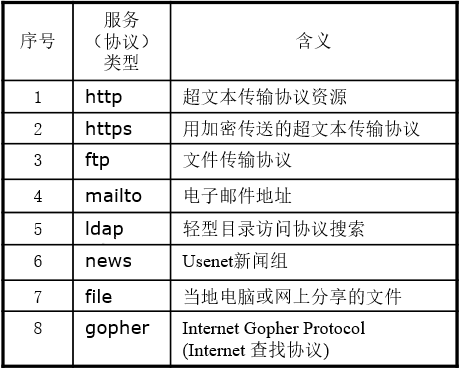 序号 服务（协议）类型 含义
1 http 超文本传输协议资源
2 https 用加密传送的超文本传输协议
3 ftp 文件传输协议
4 mailto 电子邮件地址
5 ldap 轻型目录访问协议搜索
6 news Usenet新闻组
7 file 当地电脑或网上分享的文件
8 gopher Internet Gopher Protocol
(Internet 查找协议)